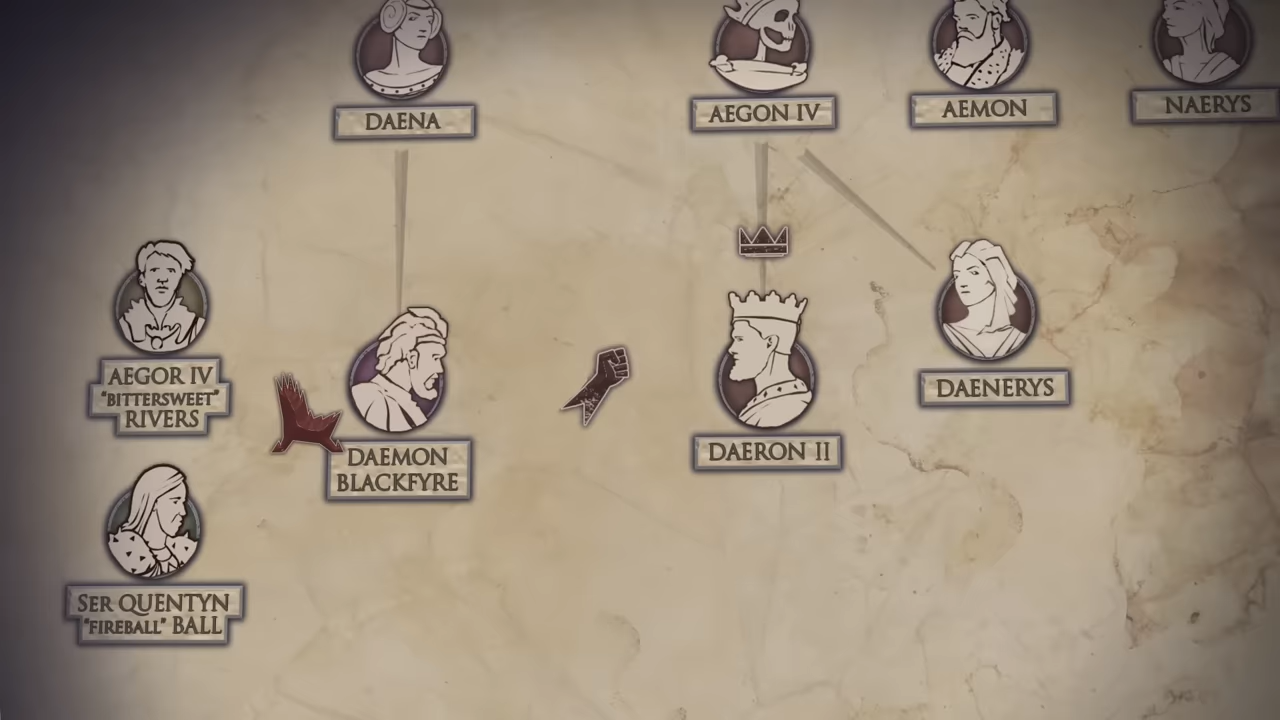 DAENA
AEGON IV
AEMON
NAERYS
AEGOR IV
"BITTERSWEET"
RIVERS
DAEMON
BLACKFYRE
DAERON II
DAENERYS
SER QUENTYN
"FIREBALL" BALL